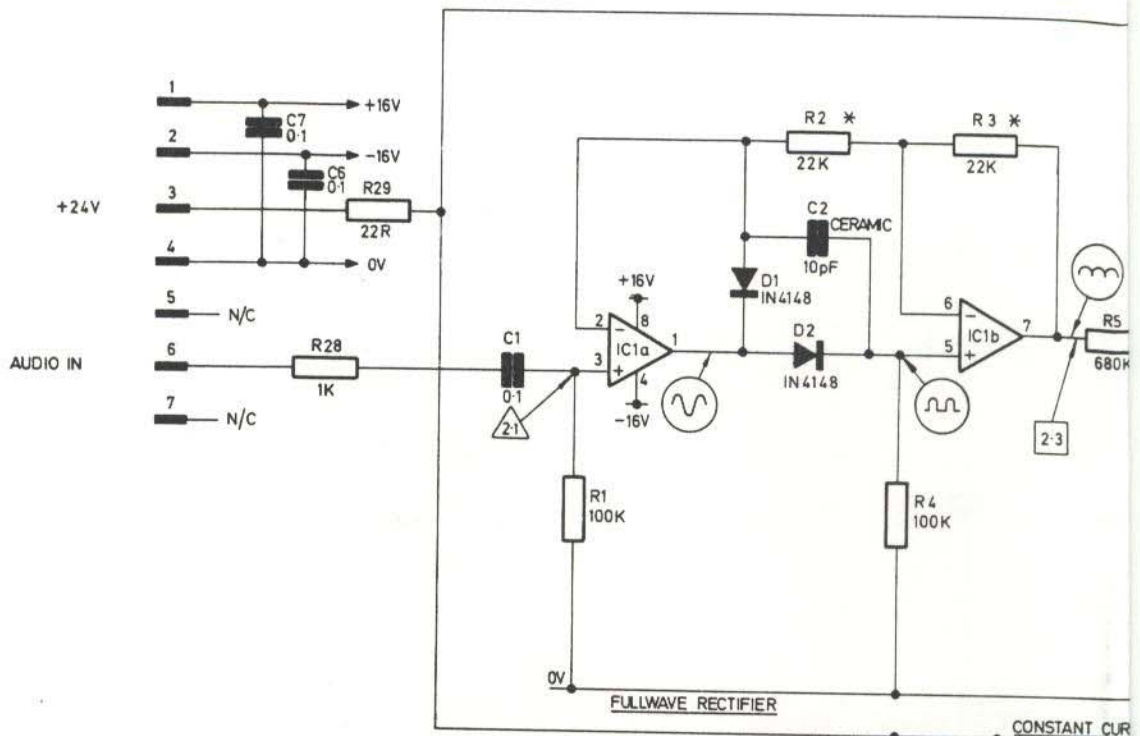 1
+16V
C7
0·1
2
-16V
C6
0·1
+24V
3
R29
22R
4
0V
5
N/C
AUDIO IN
6
R28
1K
7
N/C
C1
0·1
2·1
R1
100K
2
3
+16V
8
IC1a
1
4
-16V
D1
IN4148
D2
IN4148
C2
CERAMIC
10pF
R2 *
22K
R3 *
22K
6
5
IC1b
7
R5
680K
2·3
R4
100K
0V
FULLWAVE RECTIFIER
CONSTANT CUR